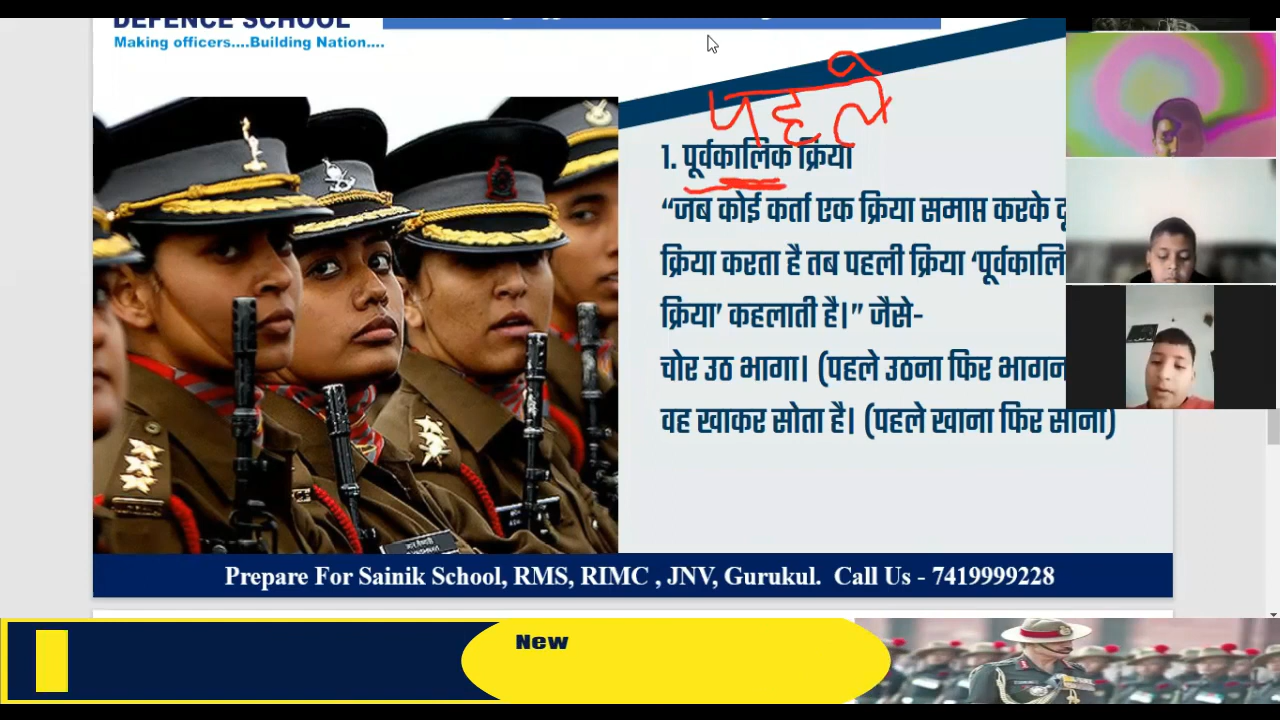 DEFENCE SCHOOL
Making officers....Building Nation....
पहले
1. पूर्वकालिक क्रिया
“जब कोई कर्ता एक क्रिया समाप्त करके
क्रिया करता है तब पहली क्रिया ‘पूर्वकालि
क्रिया’ कहलाती है।” जैसे-
चोर उठ भागा। (पहले उठना फिर भागन
वह खाकर सोता है। (पहले खाना फिर सोना)
Prepare For Sainik School, RMS, RIMC , JNV, Gurukul. Call Us - 7419999228
New